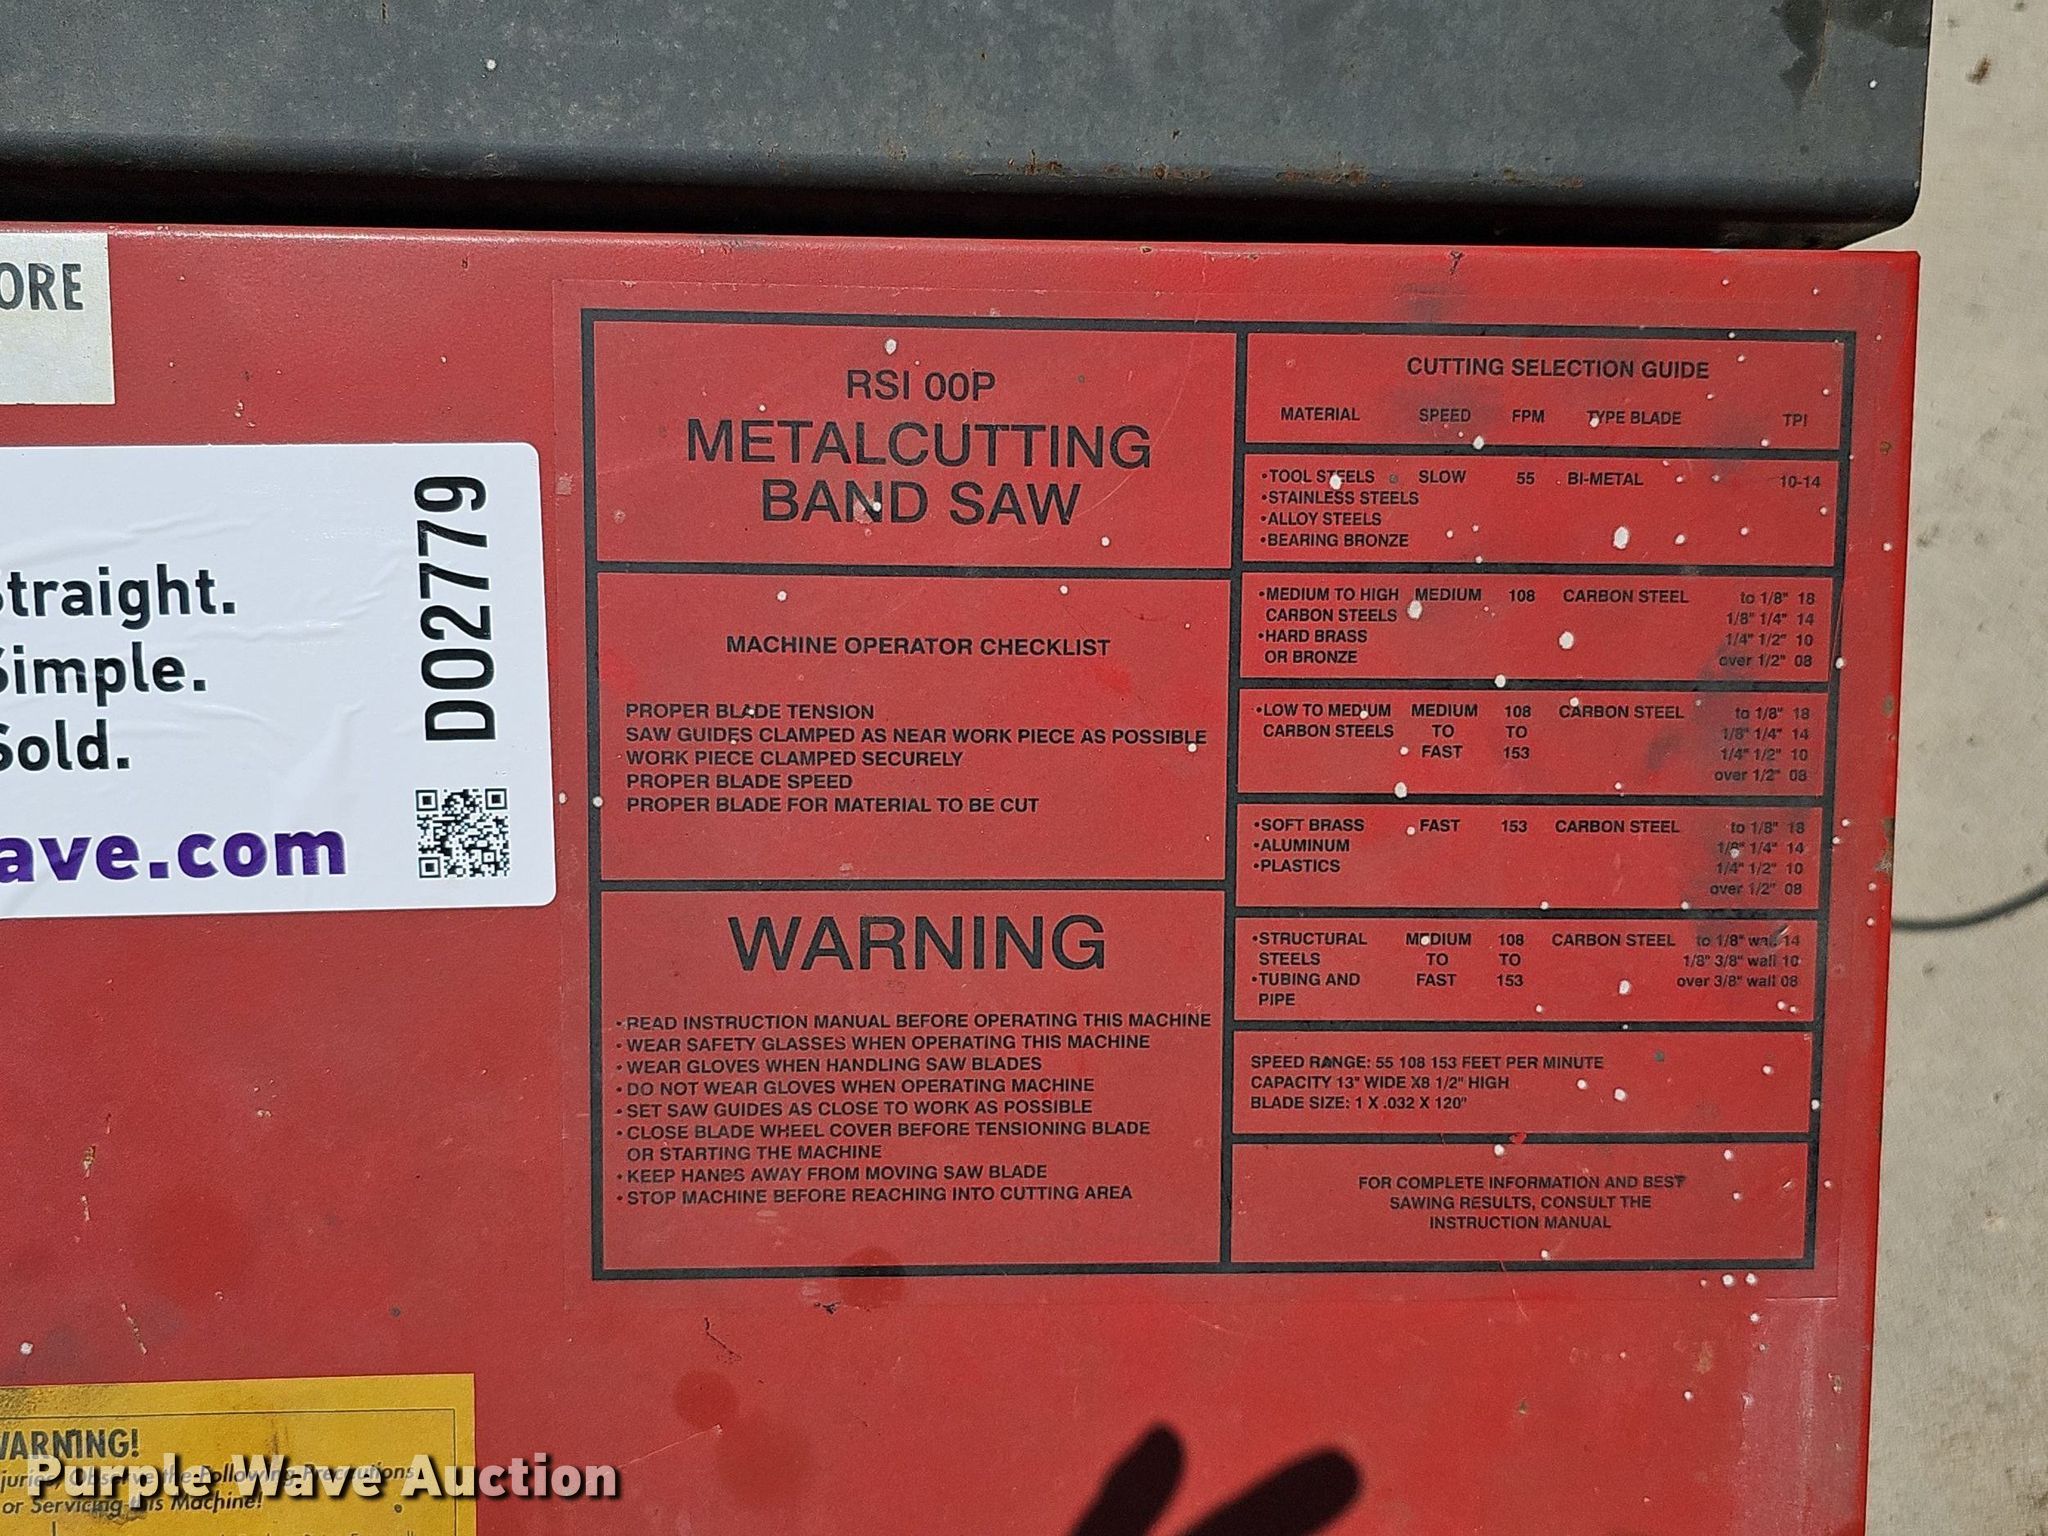 ORE
Straight.
Simple.
Sold.
ave.com
DO2779
RSI 00P
METALCUTTING
BAND SAW
MACHINE OPERATOR CHECKLIST
PROPER BLADE TENSION
SAW GUIDES CLAMPED AS NEAR WORK PIECE AS POSSIBLE
WORK PIECE CLAMPED SECURELY
PROPER BLADE SPEED
PROPER BLADE FOR MATERIAL TO BE CUT
WARNING
•READ INSTRUCTION MANUAL BEFORE OPERATING THIS MACHINE
•WEAR SAFETY GLASSES WHEN OPERATING THIS MACHINE
•WEAR GLOVES WHEN HANDLING SAW BLADES
•DO NOT WEAR GLOVES WHEN OPERATING MACHINE
•SET SAW GUIDES AS CLOSE TO WORK AS POSSIBLE
•CLOSE BLADE WHEEL COVER BEFORE TENSIONING BLADE
OR STARTING THE MACHINE
•KEEP HANDS AWAY FROM MOVING SAW BLADE
•STOP MACHINE BEFORE REACHING INTO CUTTING AREA
CUTTING SELECTION GUIDE
MATERIAL SPEED FPM TYPE BLADE TPI
•TOOL STEELS SLOW 55 BI-METAL 10-14
•STAINLESS STEELS
•ALLOY STEELS
•BEARING BRONZE
•MEDIUM TO HIGH MEDIUM 108 CARBON STEEL to 1/8" 18
CARBON STEELS 1/8" 1/4" 14
•HARD BRASS 1/4" 1/2" 10
OR BRONZE over 1/2" 08
•LOW TO MEDIUM MEDIUM 108 CARBON STEEL to 1/8" 18
CARBON STEELS TO TO 1/8" 1/4" 14
FAST 153 1/4" 1/2" 10
over 1/2" 08
•SOFT BRASS FAST 153 CARBON STEEL to 1/8" 18
•ALUMINUM 1/8" 1/4" 14
•PLASTICS 1/4" 1/2" 10
over 1/2" 08
•STRUCTURAL MEDIUM 108 CARBON STEEL to 1/8" wall 14
STEELS TO TO 1/8" 3/8" wall 10
•TUBING AND FAST 153 over 3/8" wall 08
PIPE
SPEED RANGE: 55 108 153 FEET PER MINUTE
CAPACITY 13" WIDE X8 1/2" HIGH
BLADE SIZE: 1 X .032 X 120"
FOR COMPLETE INFORMATION AND BEST
SAWING RESULTS, CONSULT THE
INSTRUCTION MANUAL
WARNING!
juries, Observe the Following Precautions
or Servicing this Machine!
Purple Wave Auction